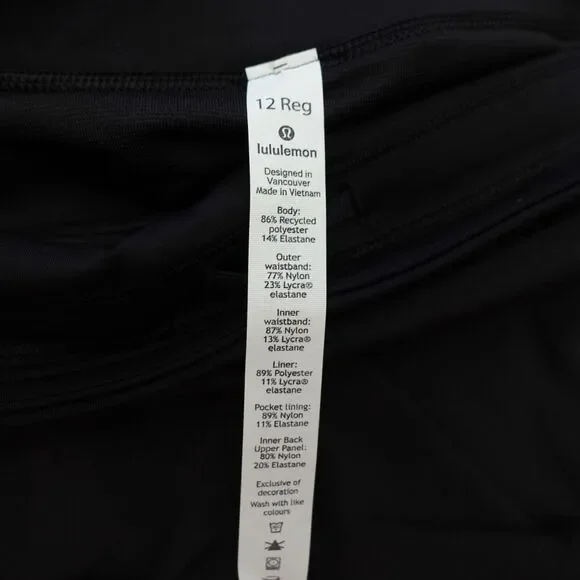 12 Reg
lululemon
Designed in
Vancouver
Made in Vietnam
Body:
86% Recycled
polyester
14% Elastane
Outer
waistband:
77% Nylon
23% Lycra®
elastane
Inner
waistband:
87% Nylon
13% Lycra®
elastane
Liner:
89% Polyester
11% Lycra®
elastane
Pocket lining:
89% Nylon
11% Elastane
Inner Back
Upper Panel:
80% Nylon
20% Elastane
Exclusive of
decoration
Wash with like
colours